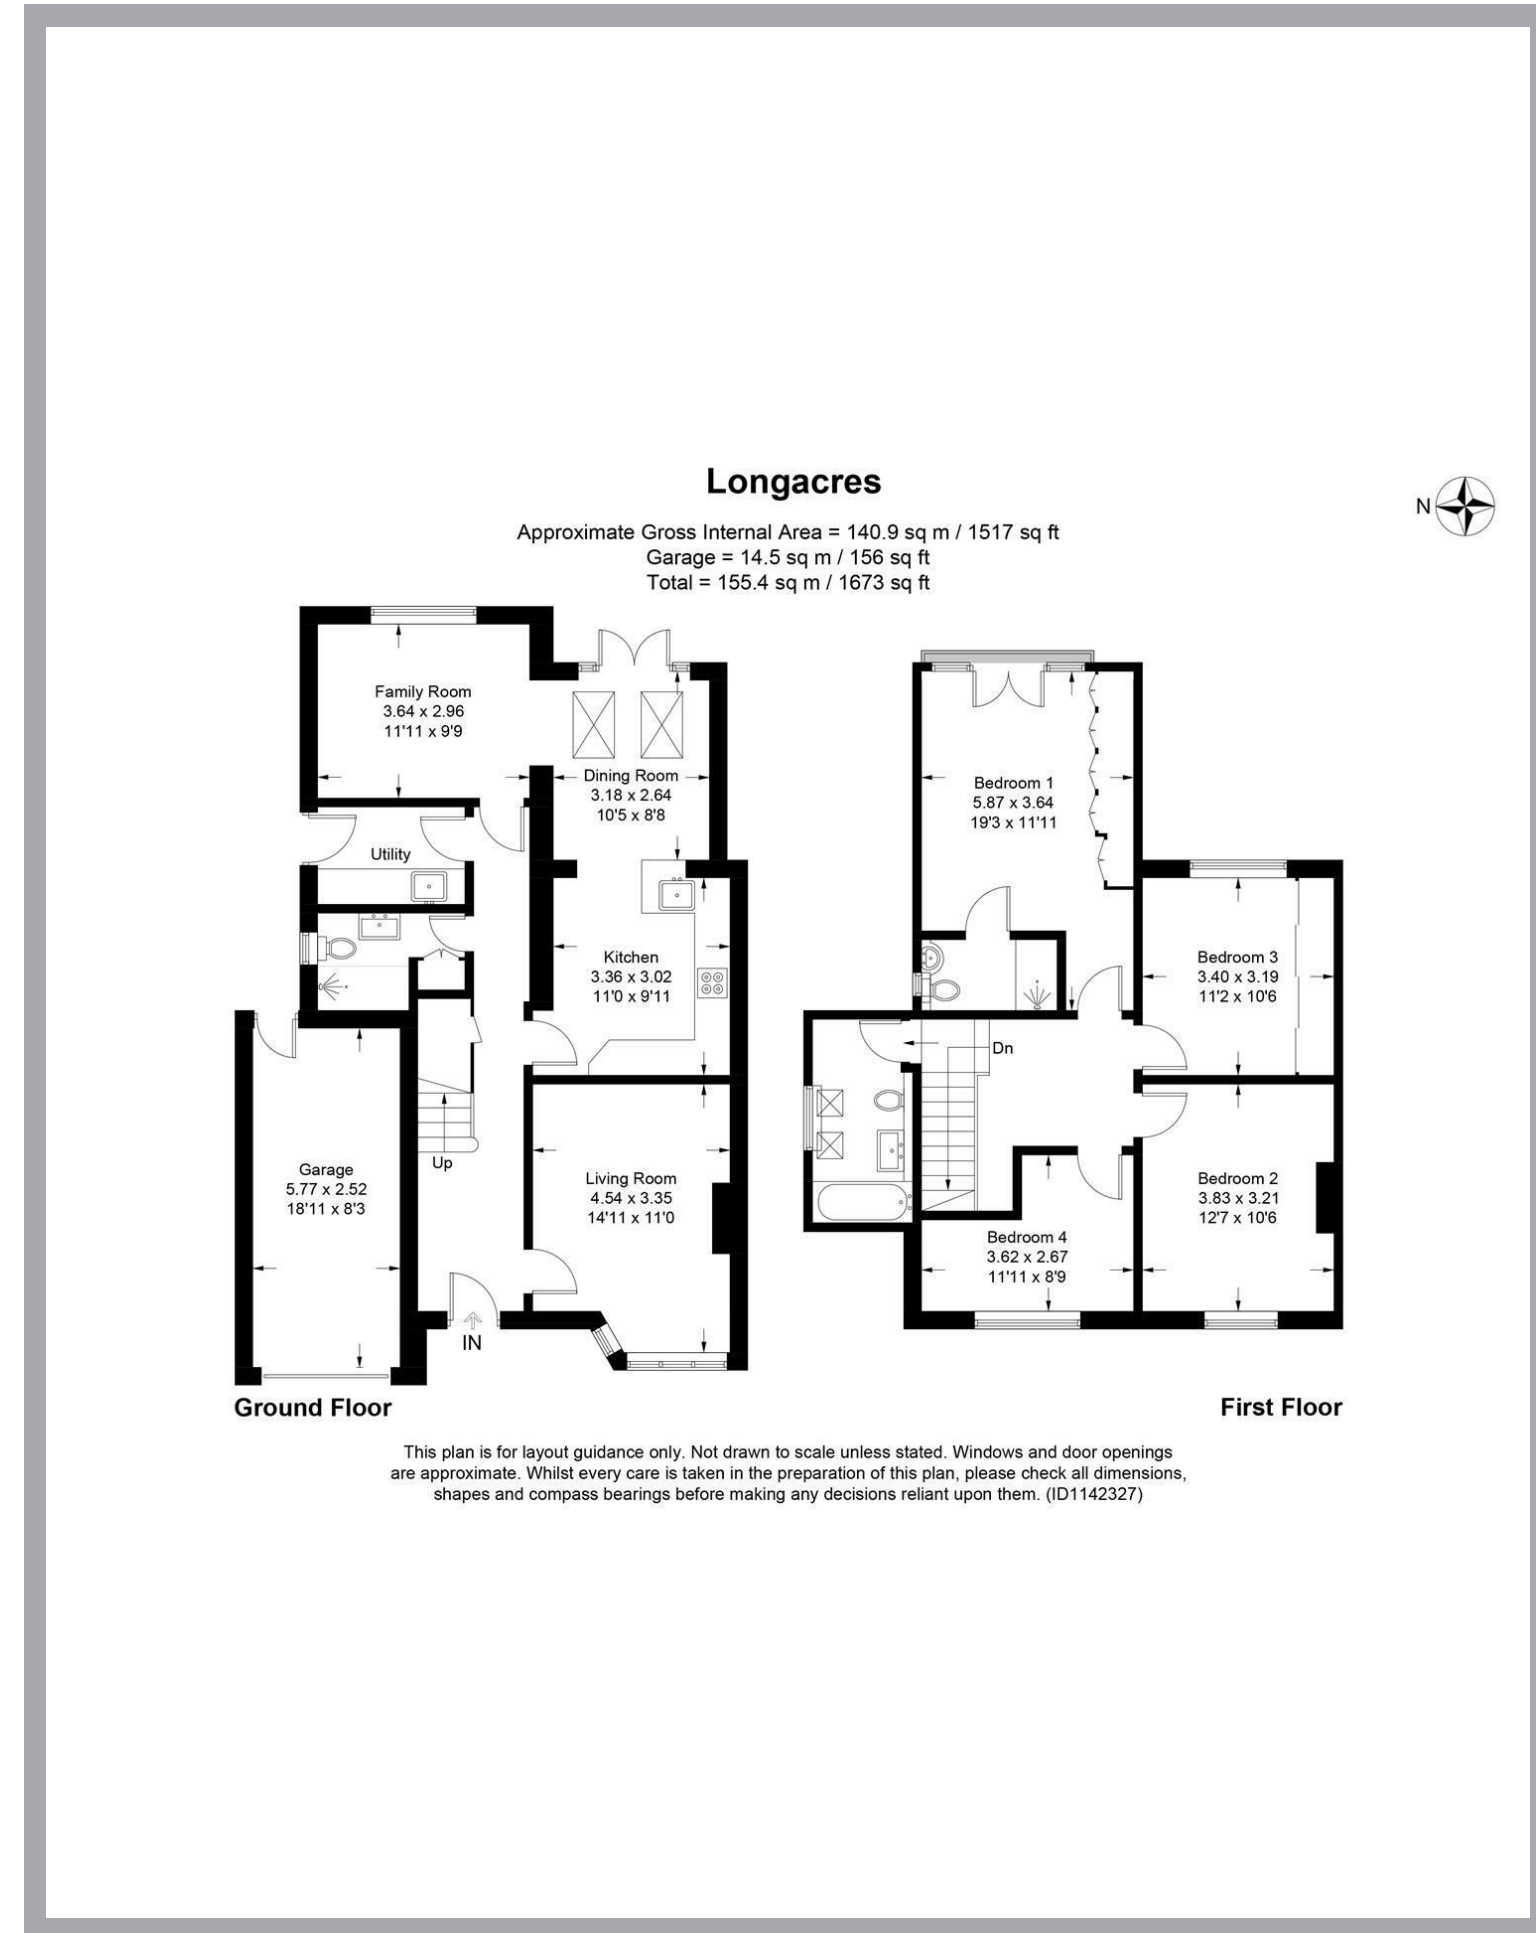 Longacres
N
Approximate Gross Internal Area = 140.9 sq m / 1517 sq ft
Garage = 14.5 sq m / 156 sq ft
Total = 155.4 sq m / 1673 sq ft
Family Room
3.64 x 2.96
11'11 x 9'9
Dining Room
3.18 x 2.64
10'5 x 8'8
Utility
Kitchen
3.36 x 3.02
11'0 x 9'11
Garage
5.77 x 2.52
18'11 x 8'3
Up
Living Room
4.54 x 3.35
14'11 x 11'0
IN
Ground Floor
Bedroom 1
5.87 x 3.64
19'3 x 11'11
Bedroom 3
3.40 x 3.19
11'2 x 10'6
Dn
Bedroom 2
3.83 x 3.21
12'7 x 10'6
Bedroom 4
3.62 x 2.67
11'11 x 8'9
First Floor
This plan is for layout guidance only. Not drawn to scale unless stated. Windows and door openings
are approximate. Whilst every care is taken in the preparation of this plan, please check all dimensions,
shapes and compass bearings before making any decisions reliant upon them. (ID1142327)